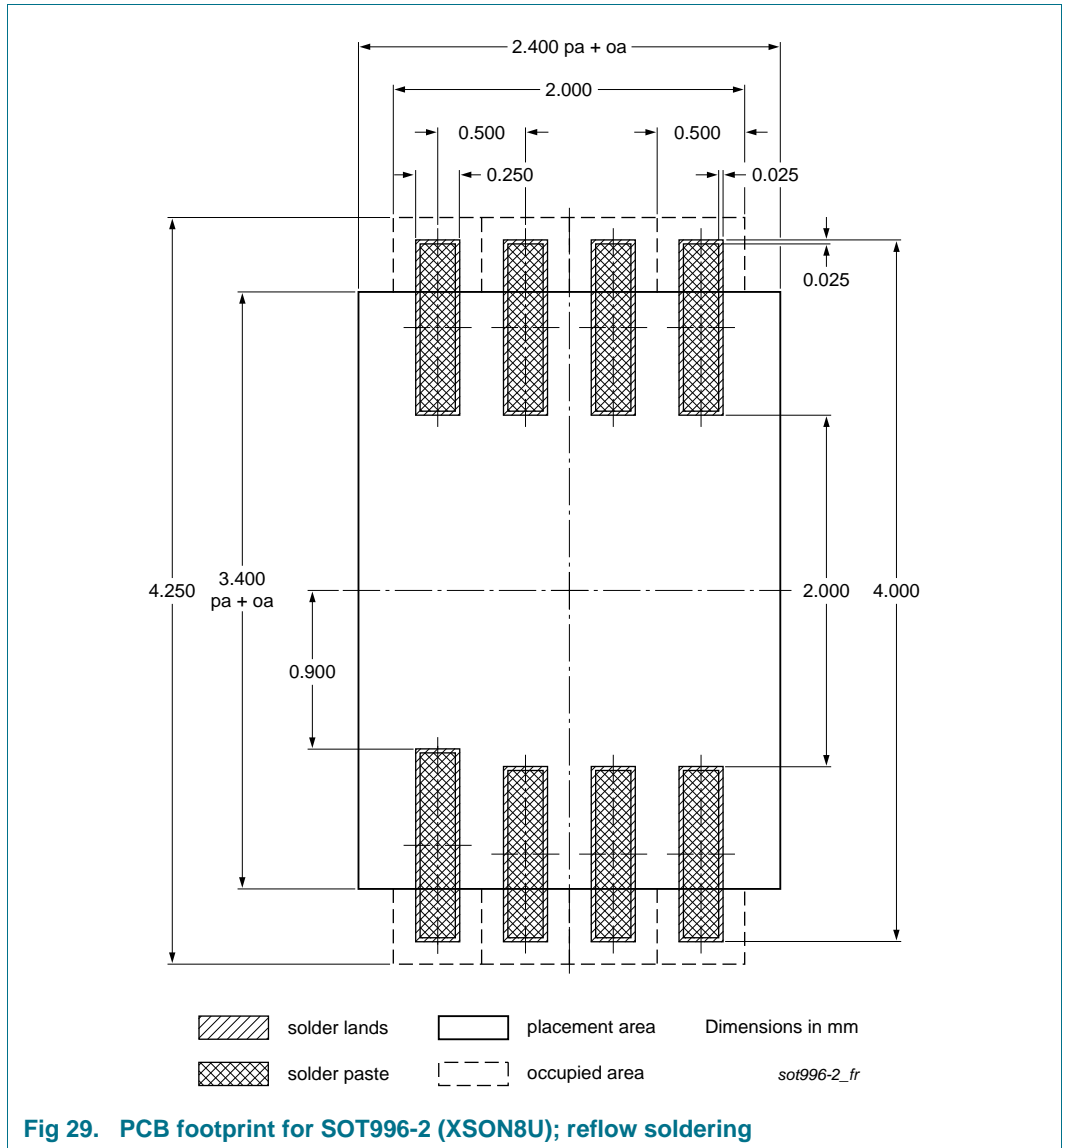 2.400 pa + oa
2.000
0.500
0.500
0.250
0.025
0.025
4.250
3.400
pa + oa
2.000
4.000
0.900
solder lands
placement area
Dimensions in mm
solder paste
occupied area
sot996-2_fr
Fig 29. PCB footprint for SOT996-2 (XSON8U); reflow soldering